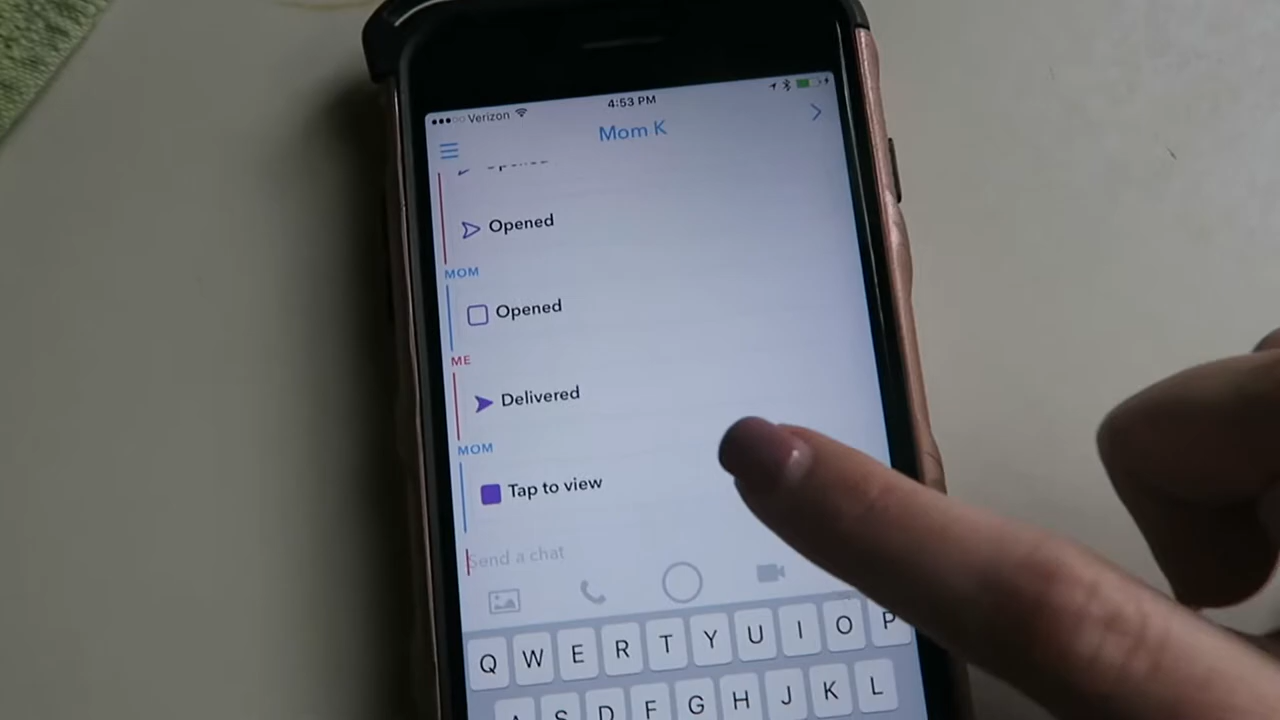 Verizon
4:53 PM
Mom K
Opened
MOM
Opened
ME
Delivered
MOM
Tap to view
Send a chat
Q W E R T Y U I O P
A S D F G H J K L